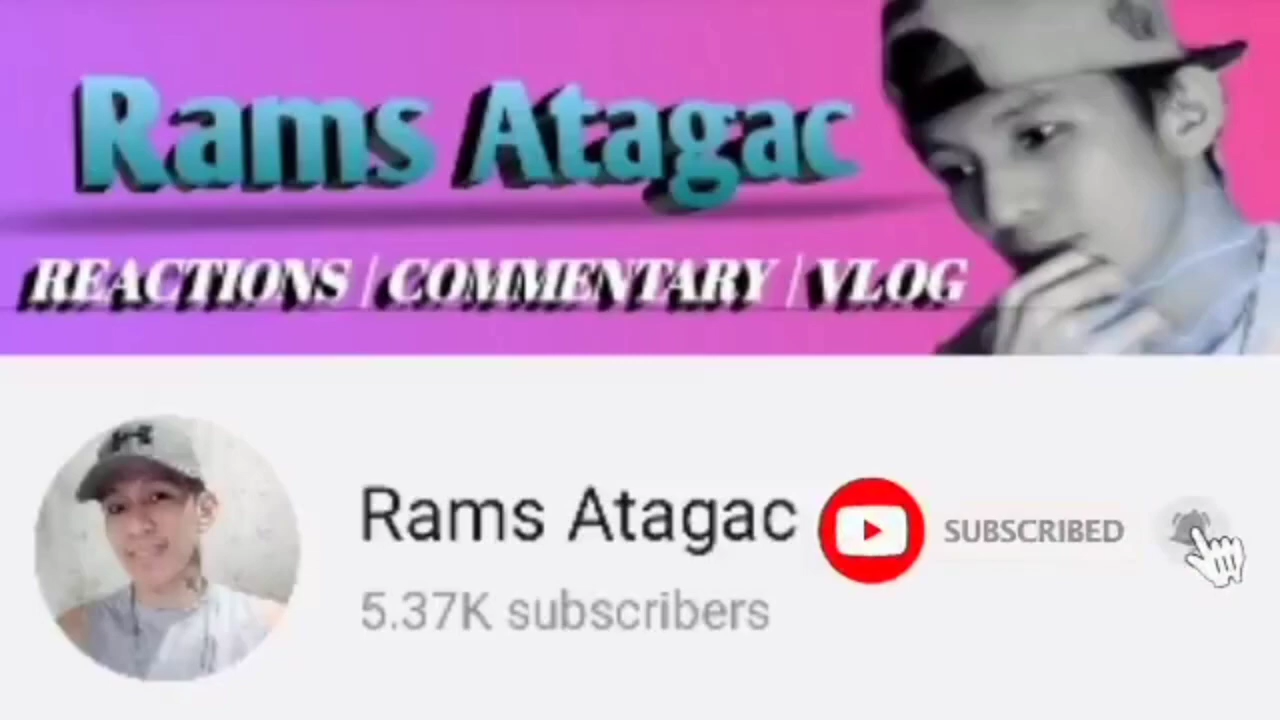 Rams Atagac
REACTIONS | COMMENTARY | VLOG
Rams Atagac
SUBSCRIBED
5.37K subscribers